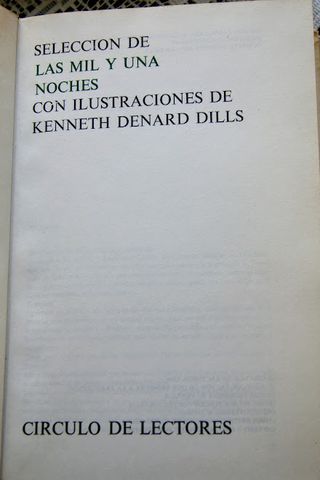 SELECCION DE
LAS MIL Y UNA
NOCHES
CON ILUSTRACIONES DE
KENNETH DENARD DILLS
CIRCULO DE LECTORES